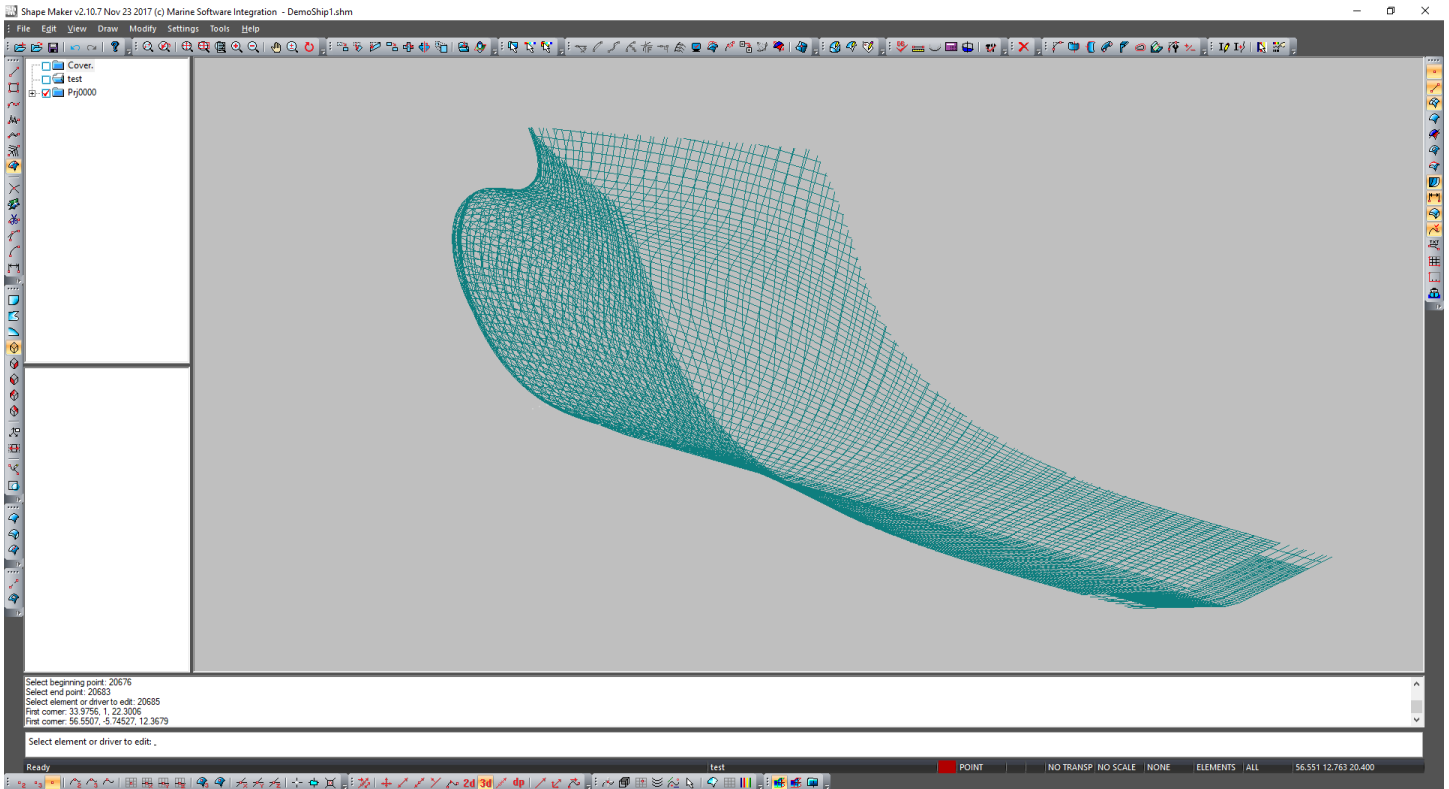 Shape Maker v2.10.7 Nov 23 2017 (c) Marine Software Integration - DemoShip1.shm
File Edit View Draw Modify Settings Tools Help
Cover.
test
Prj0000
Select beginning point: 20676
Select end point: 20683
Select element or driver to edit: 20685
First corner: 33.9756, 1, 22.3006
First corner: 56.5507, -5.74527, 12.3679
Select element or driver to edit: .
Ready test POINT NO TRANSP NO SCALE NONE ELEMENTS ALL 56.551 12.763 20.400
2d 3d dp